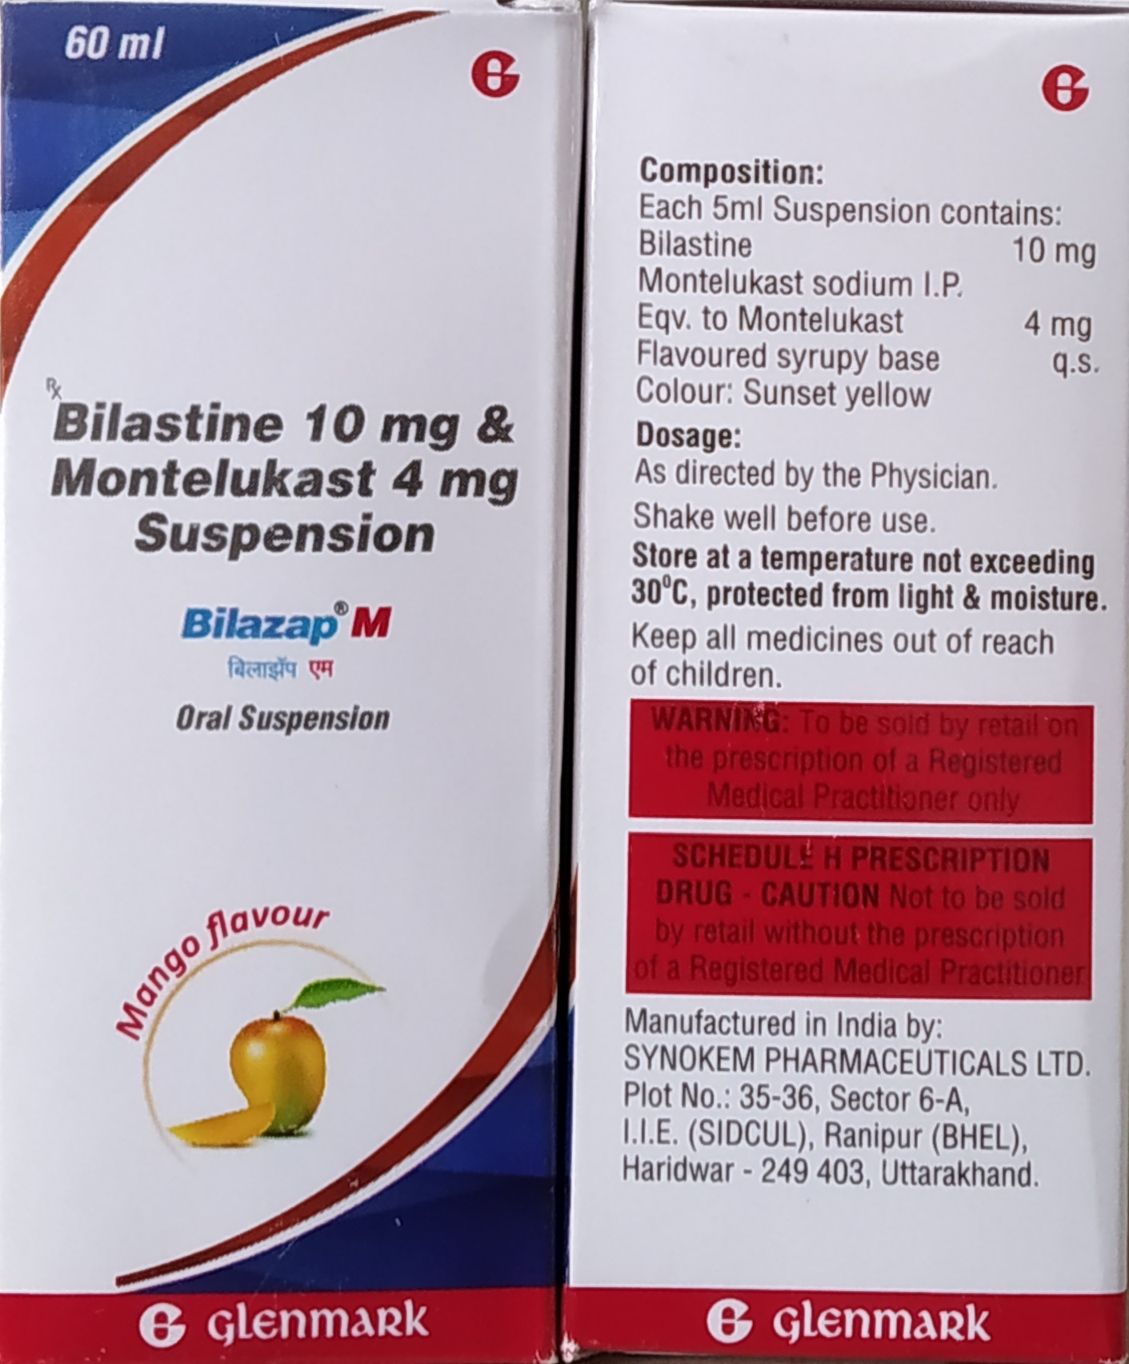 60 ml
Rx
Bilastine 10 mg &
Montelukast 4 mg
Suspension
Bilazap® M
बिलाझॅप एम
Oral Suspension
Mango flavour
G glenmark
Composition:
Each 5ml Suspension contains:
Bilastine 10 mg
Montelukast sodium I.P.
Eqv. to Montelukast 4 mg
Flavoured syrupy base q.s.
Colour: Sunset yellow
Dosage:
As directed by the Physician.
Shake well before use.
Store at a temperature not exceeding
30⁰C, protected from light & moisture.
Keep all medicines out of reach
of children.
WARNING: To be sold by retail on
the prescription of a Registered
Medical Practitioner only
SCHEDULE H PRESCRIPTION
DRUG - CAUTION Not to be sold
by retail without the prescription
of a Registered Medical Practitioner
Manufactured in India by:
SYNOKEM PHARMACEUTICALS LTD.
Plot No.: 35-36, Sector 6-A,
I.I.E. (SIDCUL), Ranipur (BHEL),
Haridwar - 249 403, Uttarakhand.
G glenmark